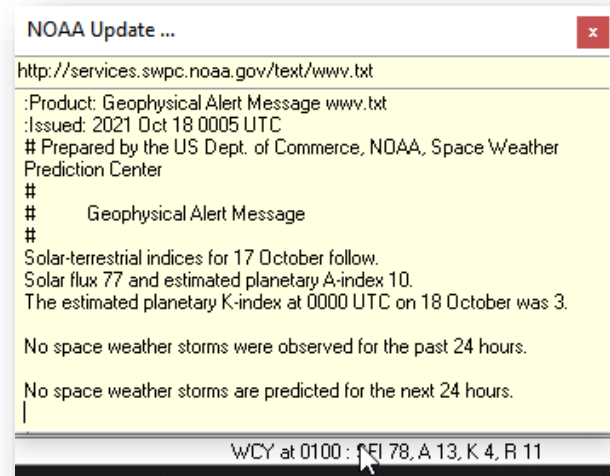 NOAA Update ...
x
http://services.swpc.noaa.gov/text/wwv.txt
:Product: Geophysical Alert Message wwv.txt
:Issued: 2021 Oct 18 0005 UTC
# Prepared by the US Dept. of Commerce, NOAA, Space Weather
Prediction Center
#
# Geophysical Alert Message
#
Solar-terrestrial indices for 17 October follow.
Solar flux 77 and estimated planetary A-index 10.
The estimated planetary K-index at 0000 UTC on 18 October was 3.
No space weather storms were observed for the past 24 hours.
No space weather storms are predicted for the next 24 hours.
WCY at 0100 : SFI 78, A 13, K 4, R 11